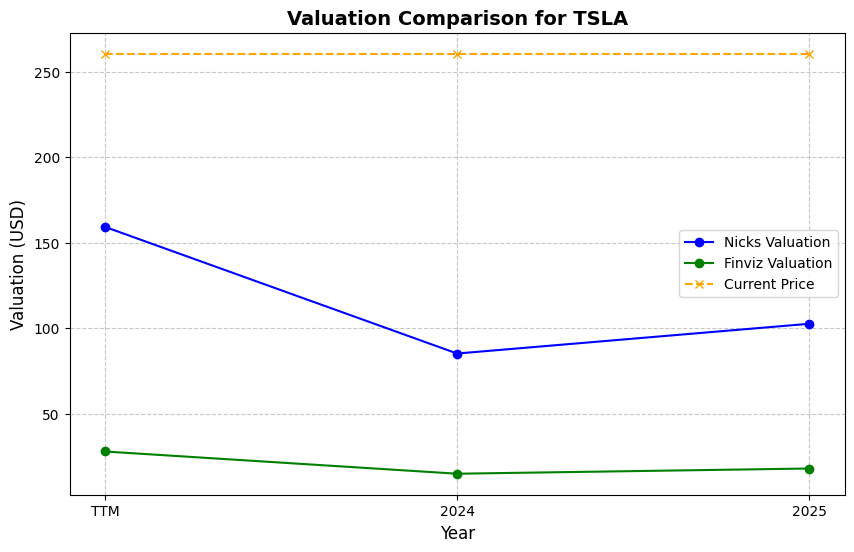 Valuation Comparison for TSLA
Valuation (USD)
250
200
150
100
50
Nicks Valuation
Finviz Valuation
Current Price
TTM
2024
2025
Year